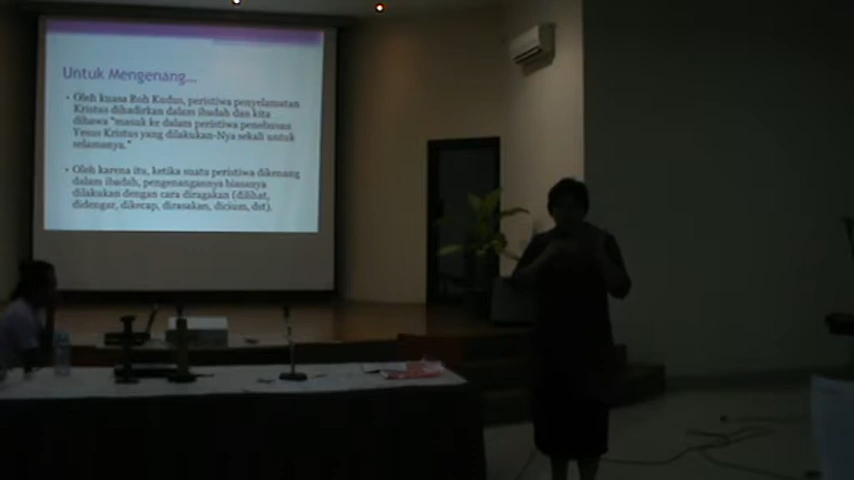 Untuk Mengenang...
• Oleh kuasa Roh Kudus, peristiwa penyelamatan
Kristus dihadirkan dalam ibadah dan kita
dibawa "masuk ke dalam peristiwa penebusan
Yesus Kristus yang dilakukan-Nya sekali untuk
selamanya."
• Oleh karena itu, ketika suatu peristiwa dikenang
dalam ibadah, pengenangannya biasanya
dilakukan dengan cara diragakan (dilihat,
didengar, dikecap, dirasakan, dicium, dst).